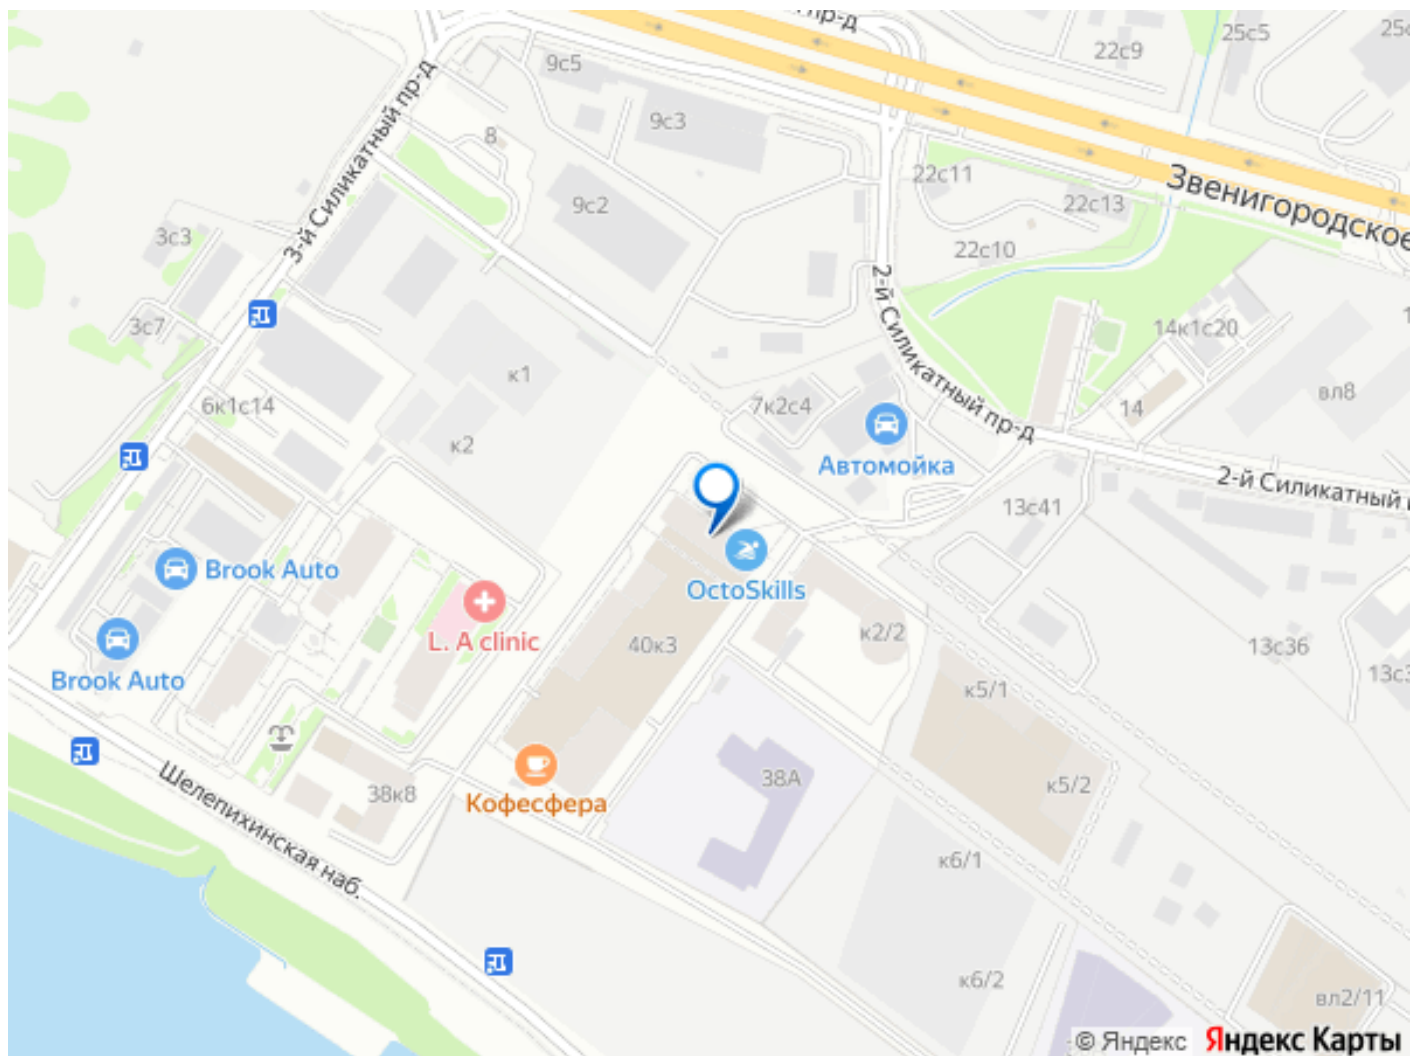 пр-д
25с5
22с9
9с5
9с3
8
3-й Силикатный пр-д
22с11
Звенигородское
9с2
22с13
3с3
22с10
2-й Силикатный пр-д
3с7
14к1с20
к1
вл8
6к1с14
7к2с4
14
к2
Автомойка
2-й Силикатный
13с41
Brook Auto
OctoSkills
L. A clinic
40к3
к2/2
13с36
Brook Auto
к5/1
38А
к5/2
Шелепихинская наб.
38к8
Кофесфера
к6/1
к6/2
вл2/11
© Яндекс Яндекс Карты